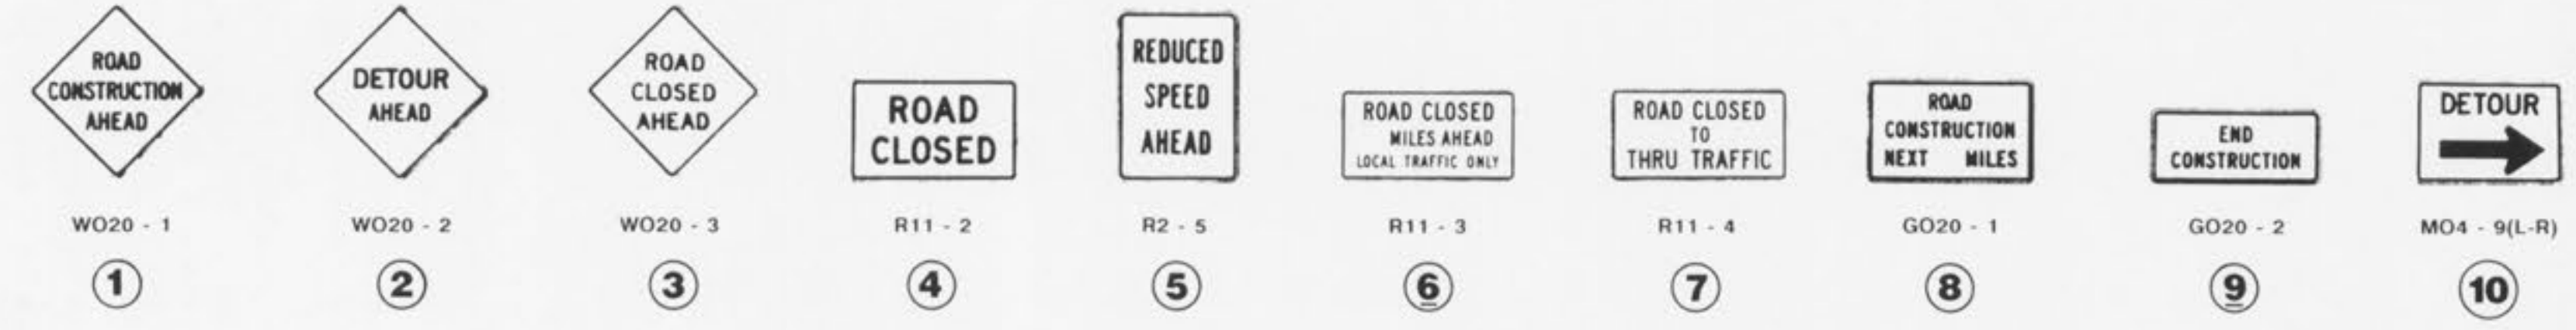 ROAD
CONSTRUCTION
AHEAD
WO20 - 1
1
DETOUR
AHEAD
WO20 - 2
2
ROAD
CLOSED
AHEAD
WO20 - 3
3
ROAD
CLOSED
R11 - 2
4
REDUCED
SPEED
AHEAD
R2 - 5
5
ROAD CLOSED
MILES AHEAD
LOCAL TRAFFIC ONLY
R11 - 3
6
ROAD CLOSED
TO
THRU TRAFFIC
R11 - 4
7
ROAD
CONSTRUCTION
NEXT MILES
GO20 - 1
8
END
CONSTRUCTION
GO20 - 2
9
DETOUR
MO4 - 9(L-R)
10